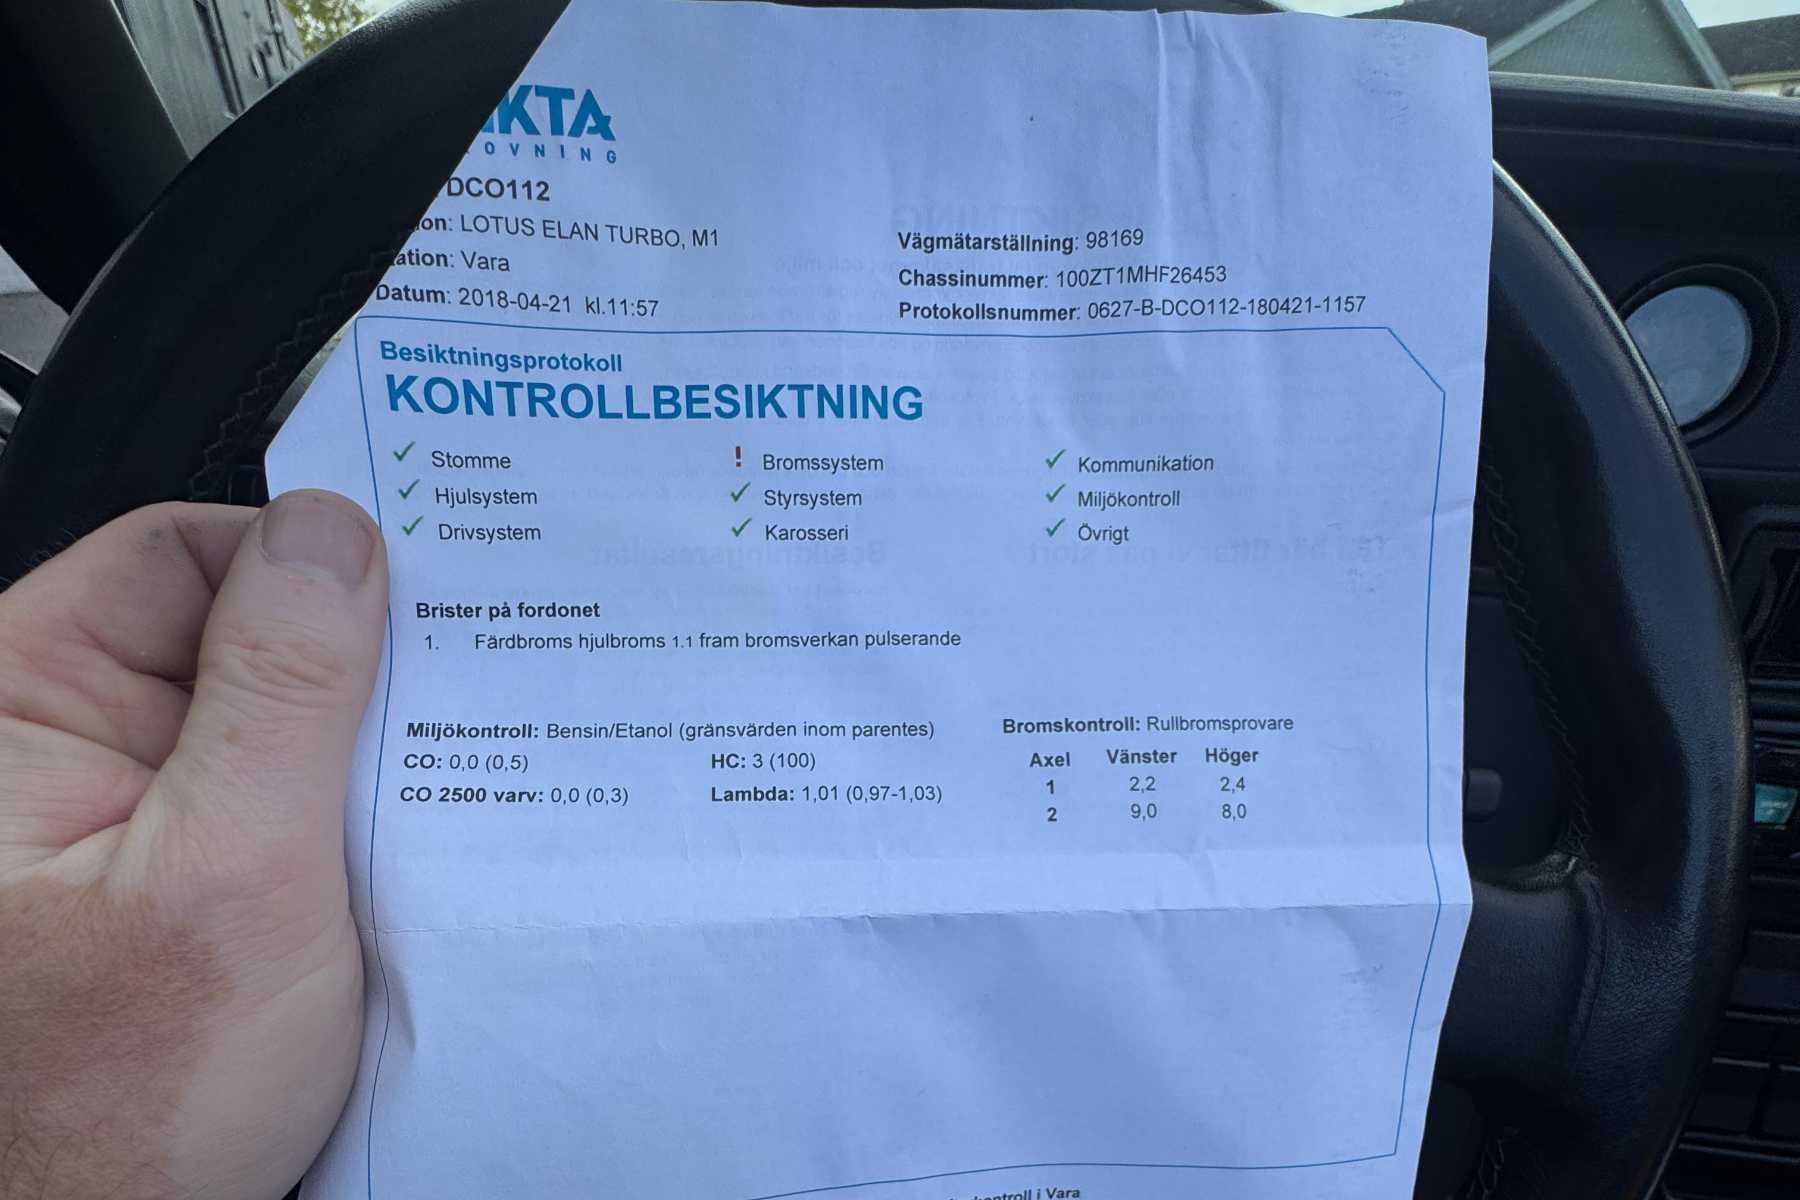 KTA
OVNING
DCO112
on: LOTUS ELAN TURBO, M1
ation: Vara
Datum: 2018-04-21 kl.11:57
Vägmätarställning: 98169
Chassinummer: 100ZT1MHF26453
Protokollsnummer: 0627-B-DCO112-180421-1157
Besiktningsprotokoll
KONTROLLBESIKTNING
✓ Stomme ! Bromssystem ✓ Kommunikation
✓ Hjulsystem ✓ Styrsystem ✓ Miljökontroll
✓ Drivsystem ✓ Karosseri ✓ Övrigt
Brister på fordonet
1. Färdbroms hjulbroms 1.1 fram bromsverkan pulserande
Miljökontroll: Bensin/Etanol (gränsvärden inom parentes)
CO: 0,0 (0,5) HC: 3 (100)
CO 2500 varv: 0,0 (0,3) Lambda: 1,01 (0,97-1,03)
Bromskontroll: Rullbromsprovare
Axel Vänster Höger
1 2,2 2,4
2 9,0 8,0
kontroll i Vara